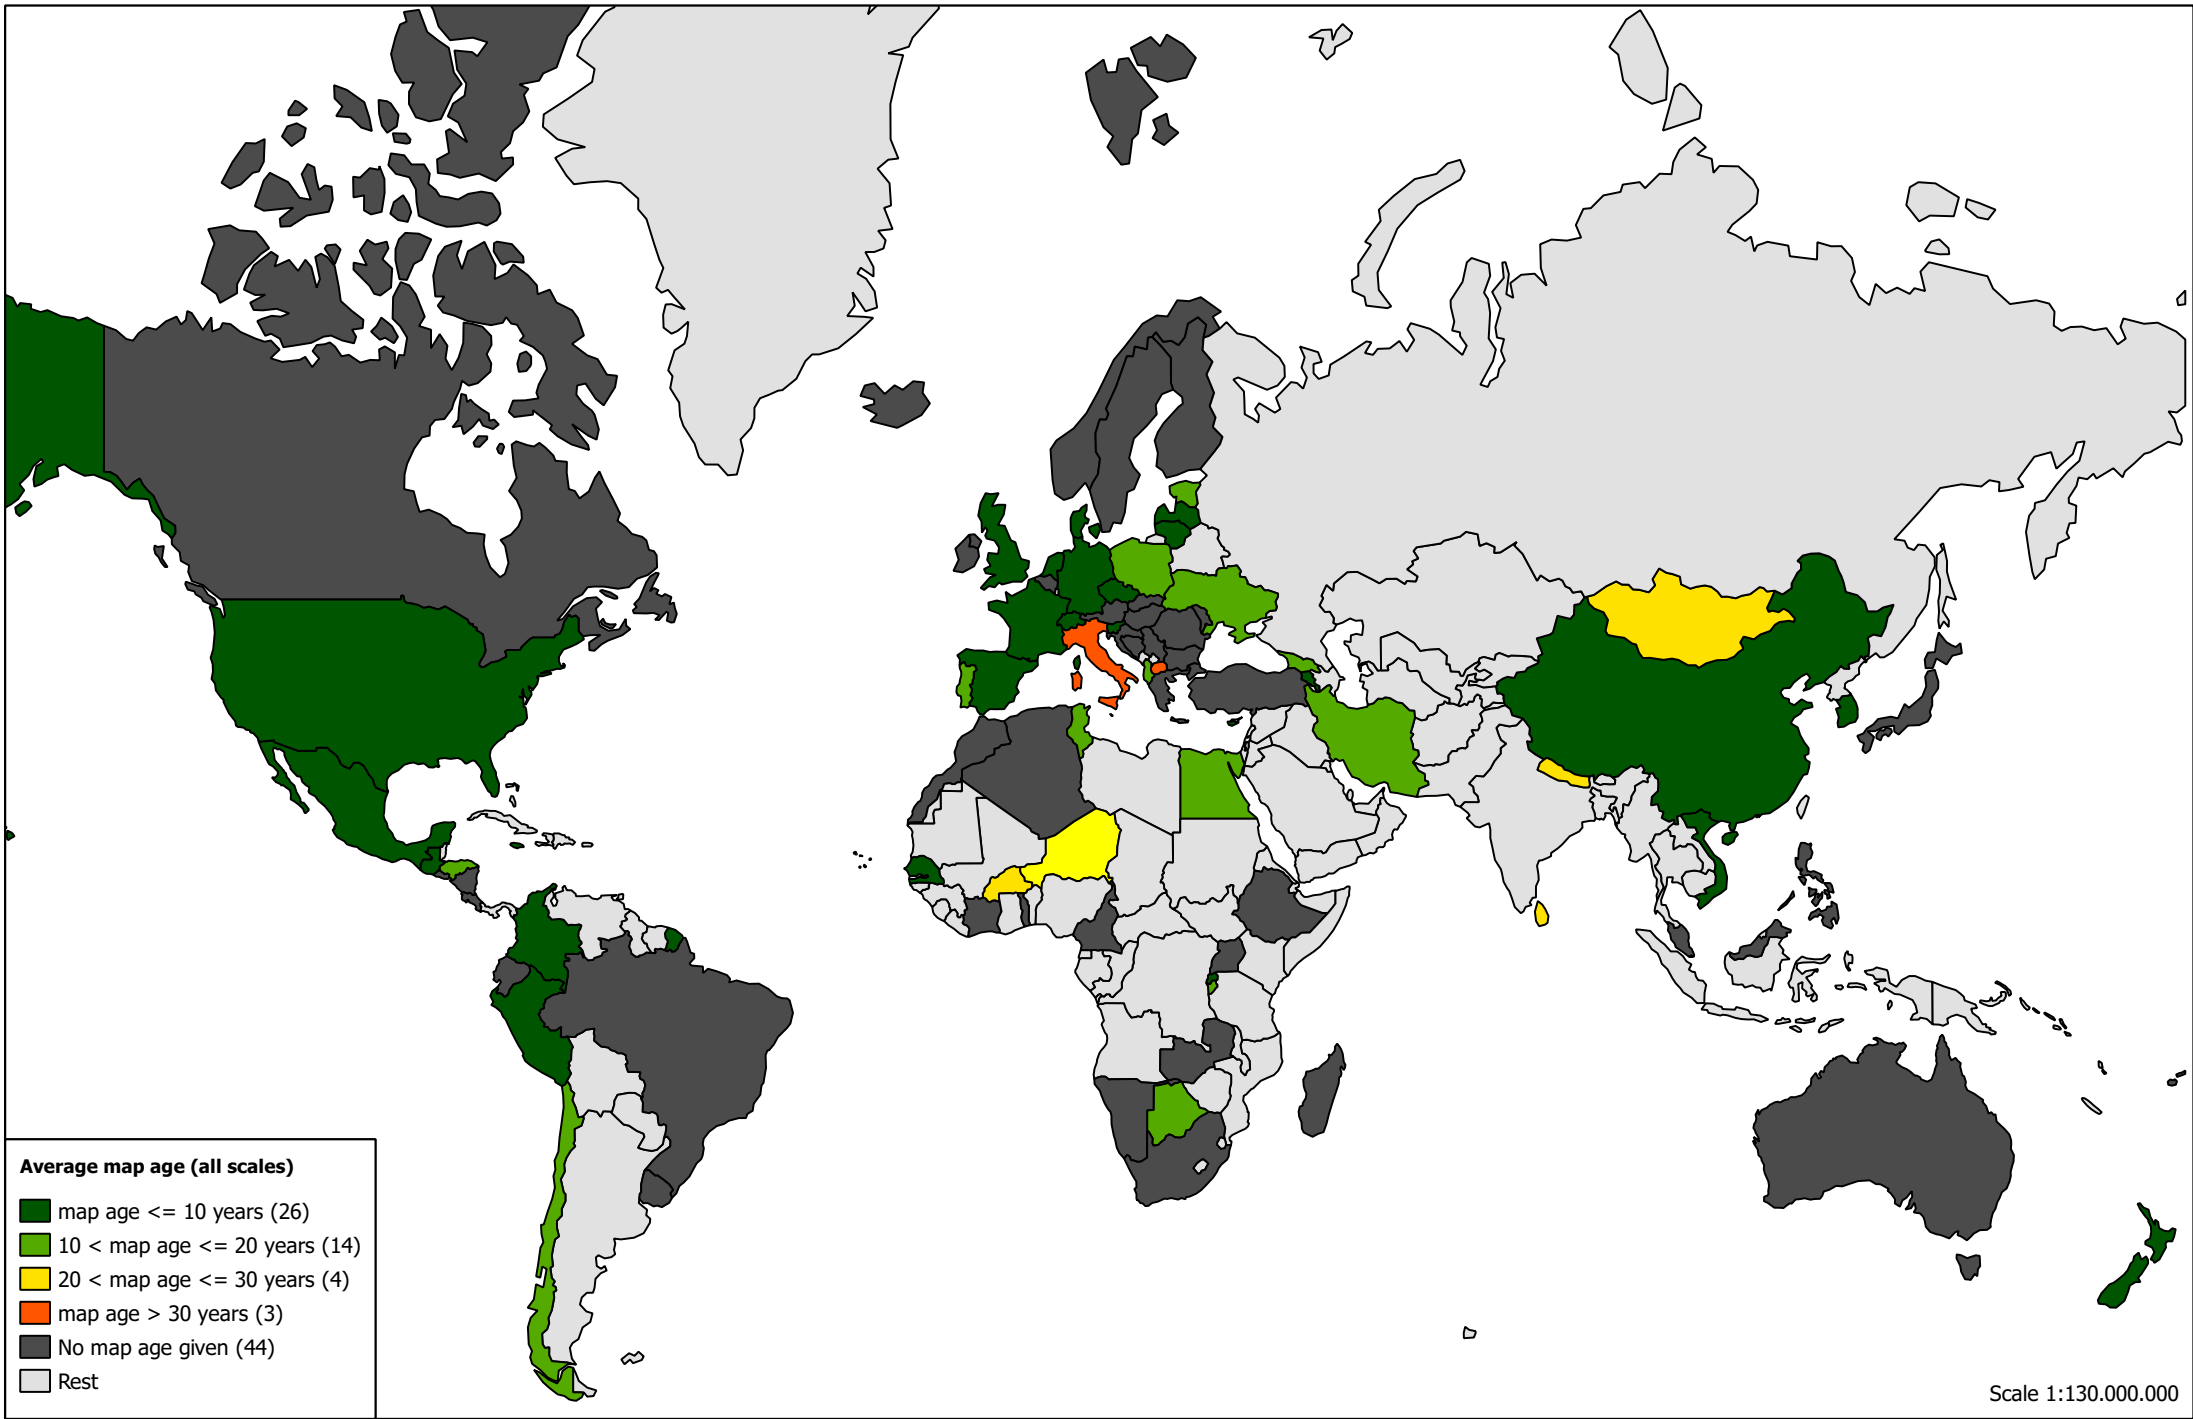 Average map age (all scales)
map age <= 10 years (26)
10 < map age <= 20 years (14)
20 < map age <= 30 years (4)
map age > 30 years (3)
No map age given (44)
Rest
Scale 1:130.000.000